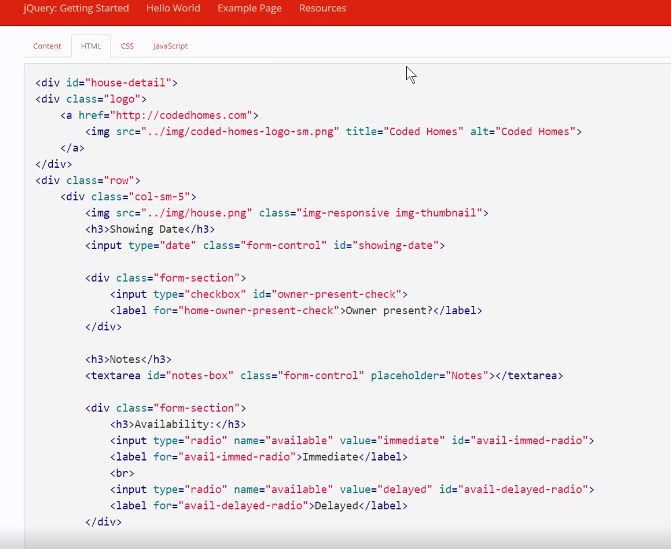 jQuery: Getting Started Hello World Example Page Resources
Content HTML CSS JavaScript
<div id="house-detail">
<div class="logo">
    <a href="http://codedhomes.com">
        <img src="../img/coded-homes-logo-sm.png" title="Coded Homes" alt="Coded Homes">
    </a>
</div>
<div class="row">
    <div class="col-sm-5">
        <img src="../img/house.png" class="img-responsive img-thumbnail">
        <h3>Showing Date</h3>
        <input type="date" class="form-control" id="showing-date">

        <div class="form-section">
            <input type="checkbox" id="owner-present-check">
            <label for="home-owner-present-check">Owner present?</label>
        </div>

        <h3>Notes</h3>
        <textarea id="notes-box" class="form-control" placeholder="Notes"></textarea>

        <div class="form-section">
            <h3>Availability:</h3>
            <input type="radio" name="available" value="immediate" id="avail-immed-radio">
            <label for="avail-immed-radio">Immediate</label>
            <br>
            <input type="radio" name="available" value="delayed" id="avail-delayed-radio">
            <label for="avail-delayed-radio">Delayed</label>
        </div>